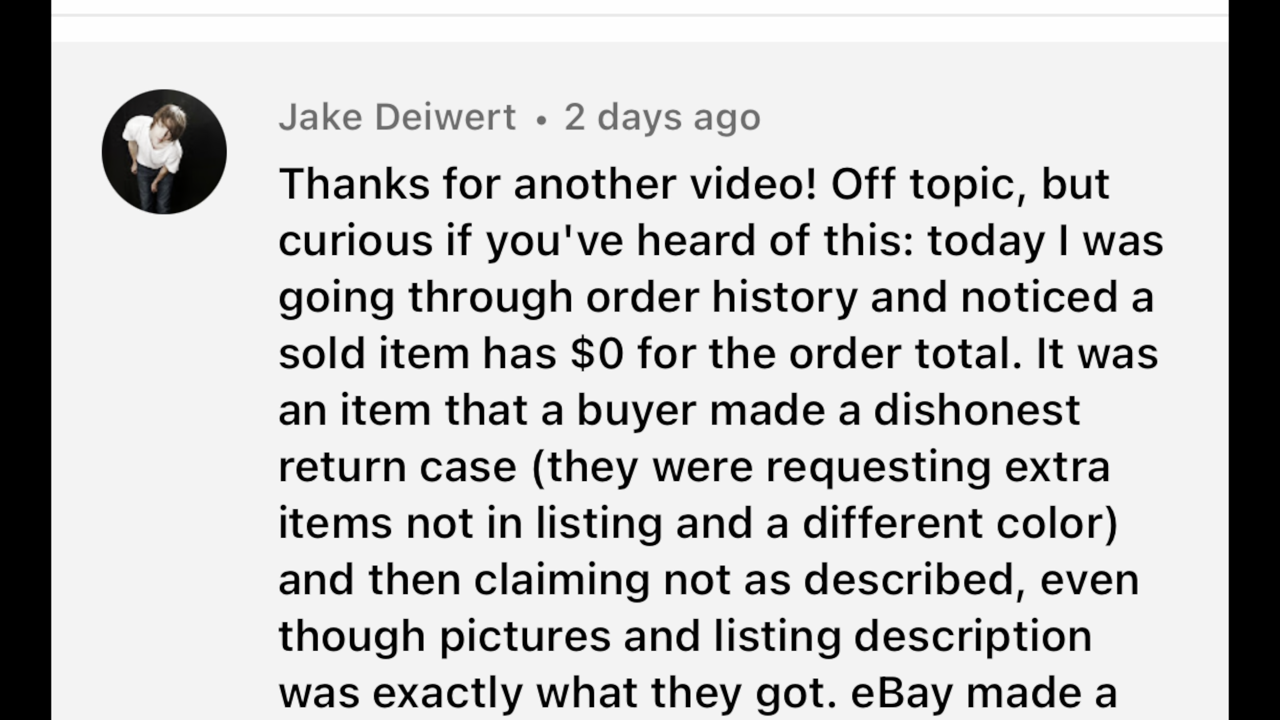 Jake Deiwert • 2 days ago
Thanks for another video! Off topic, but
curious if you've heard of this: today I was
going through order history and noticed a
sold item has $0 for the order total. It was
an item that a buyer made a dishonest
return case (they were requesting extra
items not in listing and a different color)
and then claiming not as described, even
though pictures and listing description
was exactly what they got. eBay made a